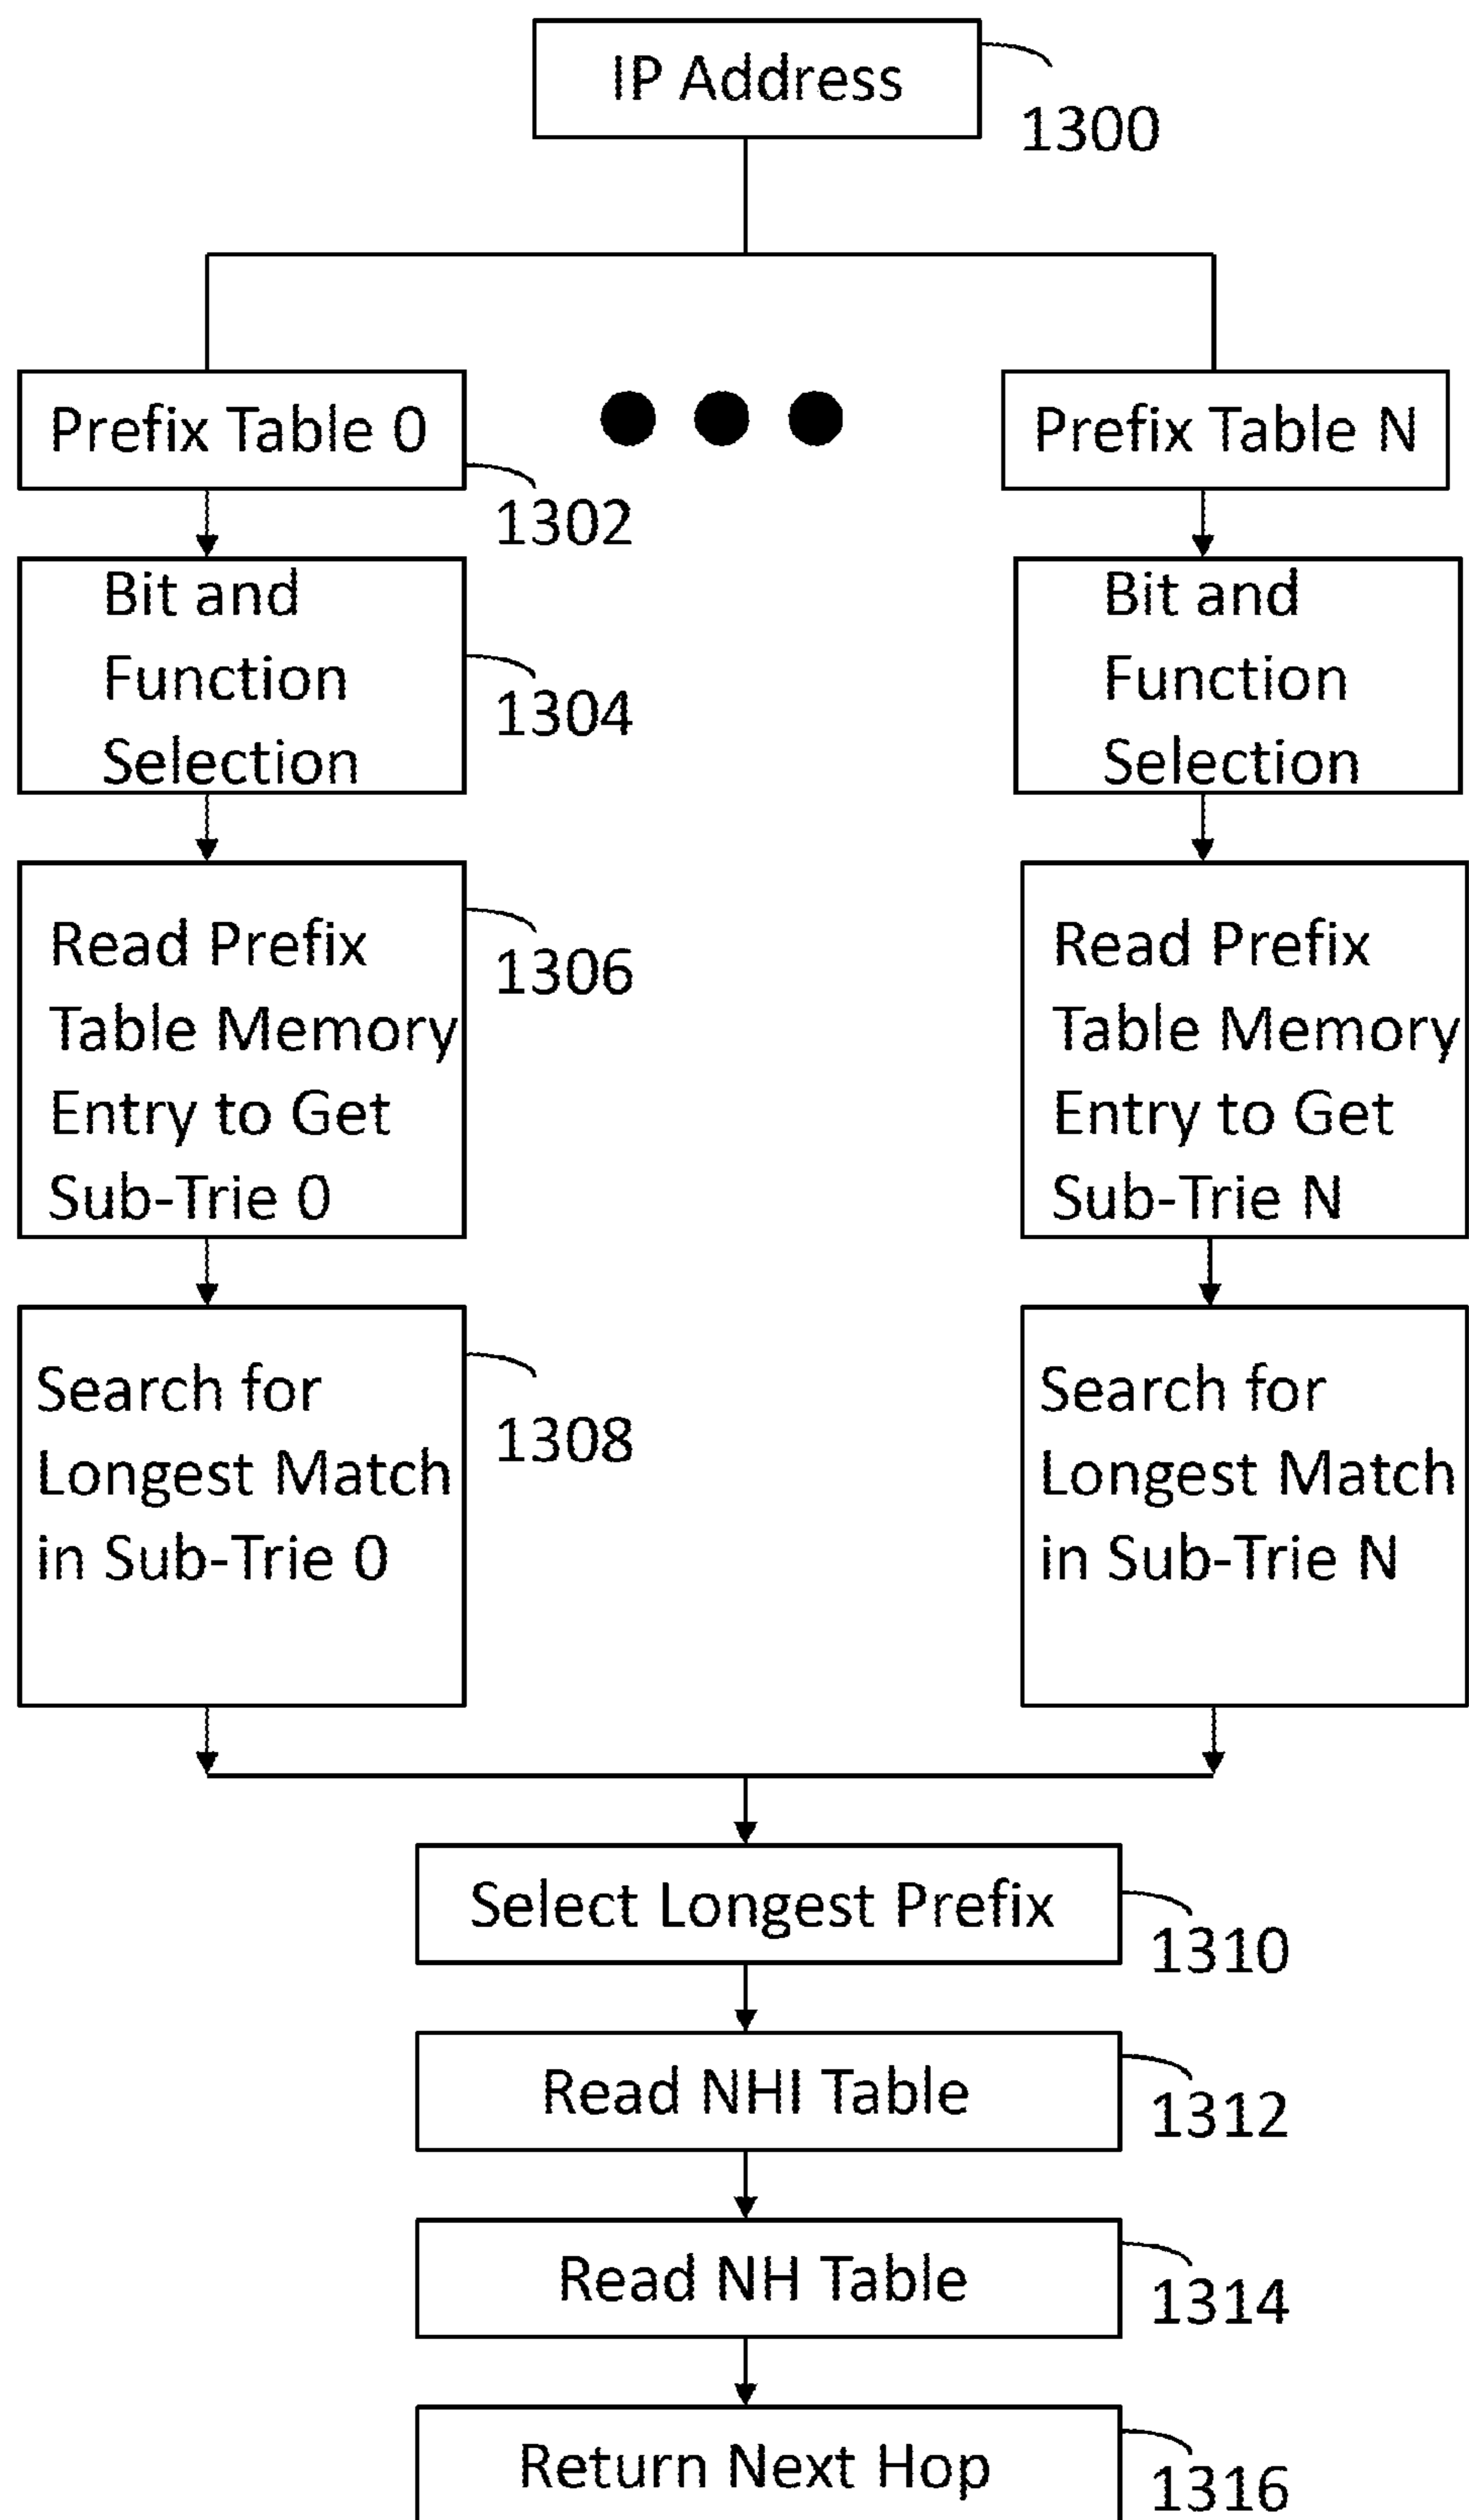 IP Address
1300
Prefix Table 0
Prefix Table N
1302
Bit and
Function
Selection
1304
Bit and
Function
Selection
Read Prefix
Table Memory
Entry to Get
Sub-Trie 0
1306
Read Prefix
Table Memory
Entry to Get
Sub-Trie N
Search for
Longest Match
in Sub-Trie 0
1308
Search for
Longest Match
in Sub-Trie N
Select Longest Prefix
1310
Read NHI Table
1312
Read NH Table
1314
Return Next Hop
1316